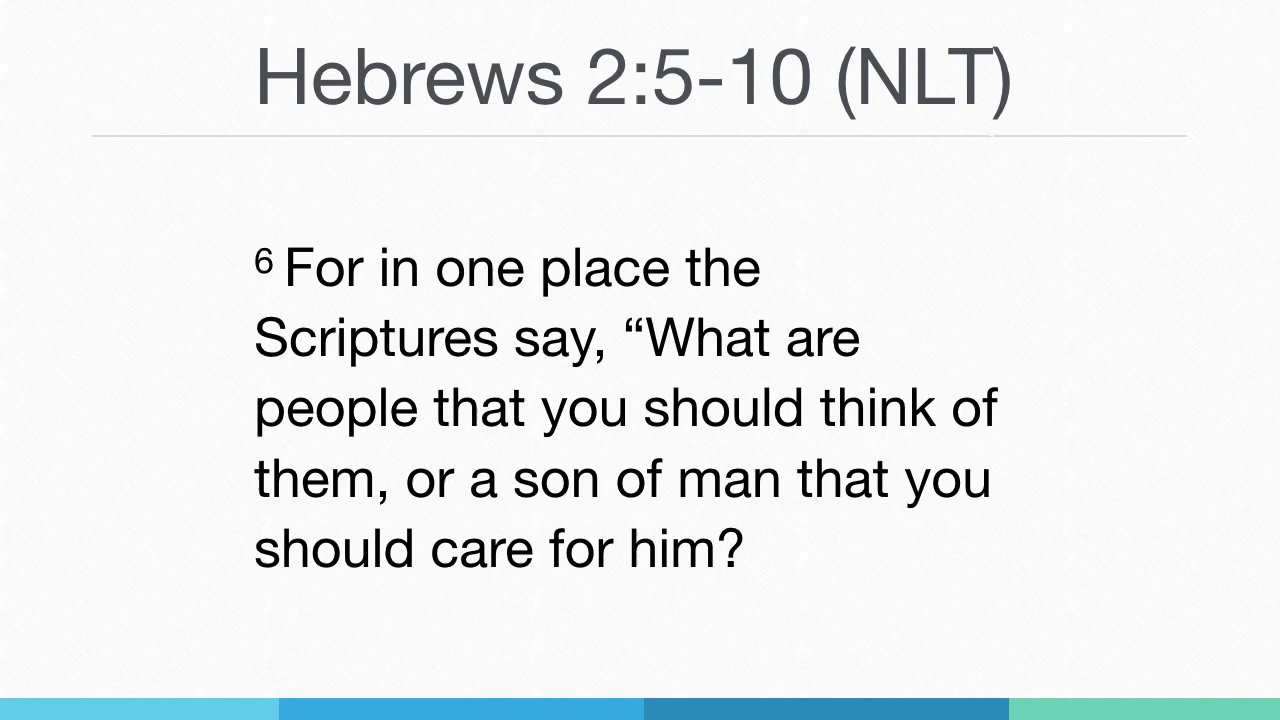 Hebrews 2:5-10 (NLT)
⁶ For in one place the
Scriptures say, “What are
people that you should think of
them, or a son of man that you
should care for him?